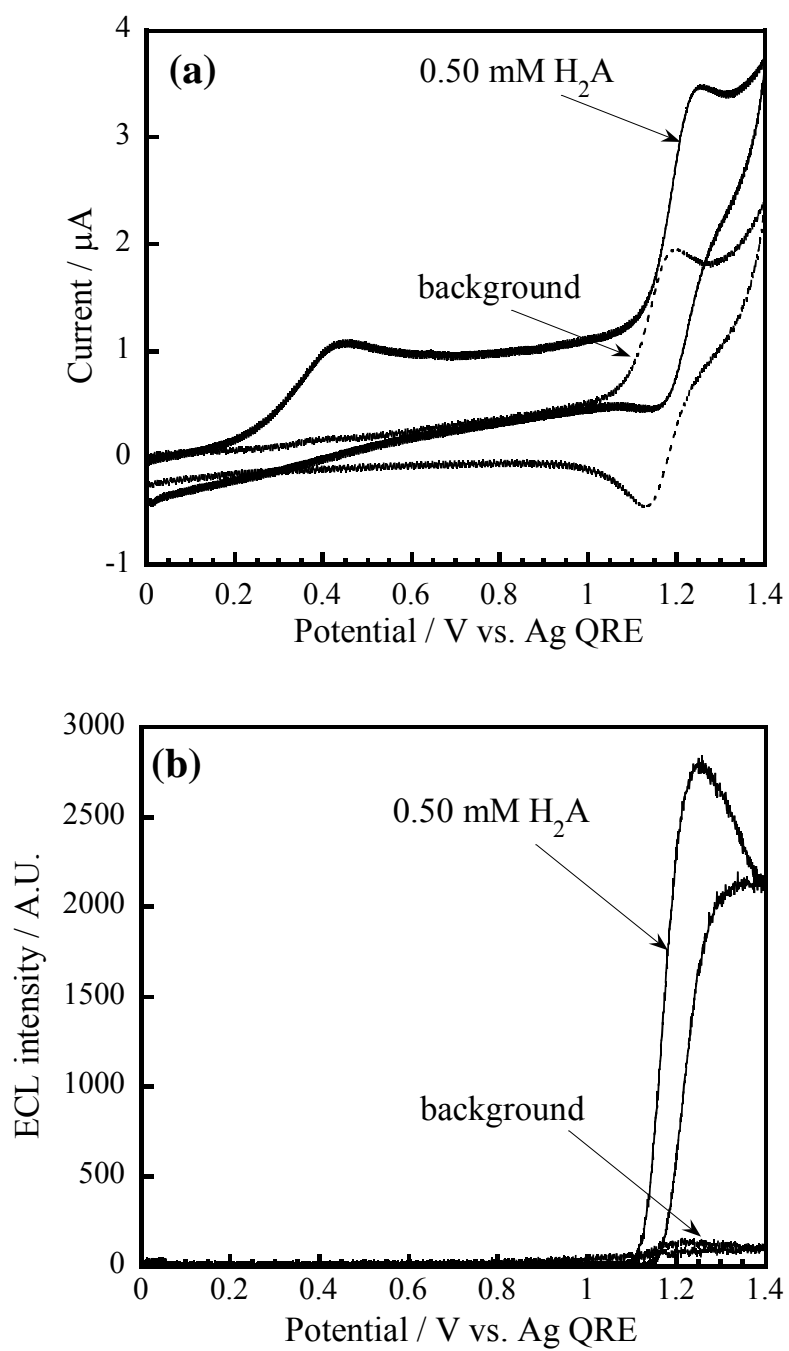 (a)
0.50 mM H₂A
background
Current / μA
4
3
2
1
0
-1
0 0.2 0.4 0.6 0.8 1 1.2 1.4
Potential / V vs. Ag QRE
(b)
0.50 mM H₂A
background
ECL intensity / A.U.
3000
2500
2000
1500
1000
500
0
0 0.2 0.4 0.6 0.8 1 1.2 1.4
Potential / V vs. Ag QRE